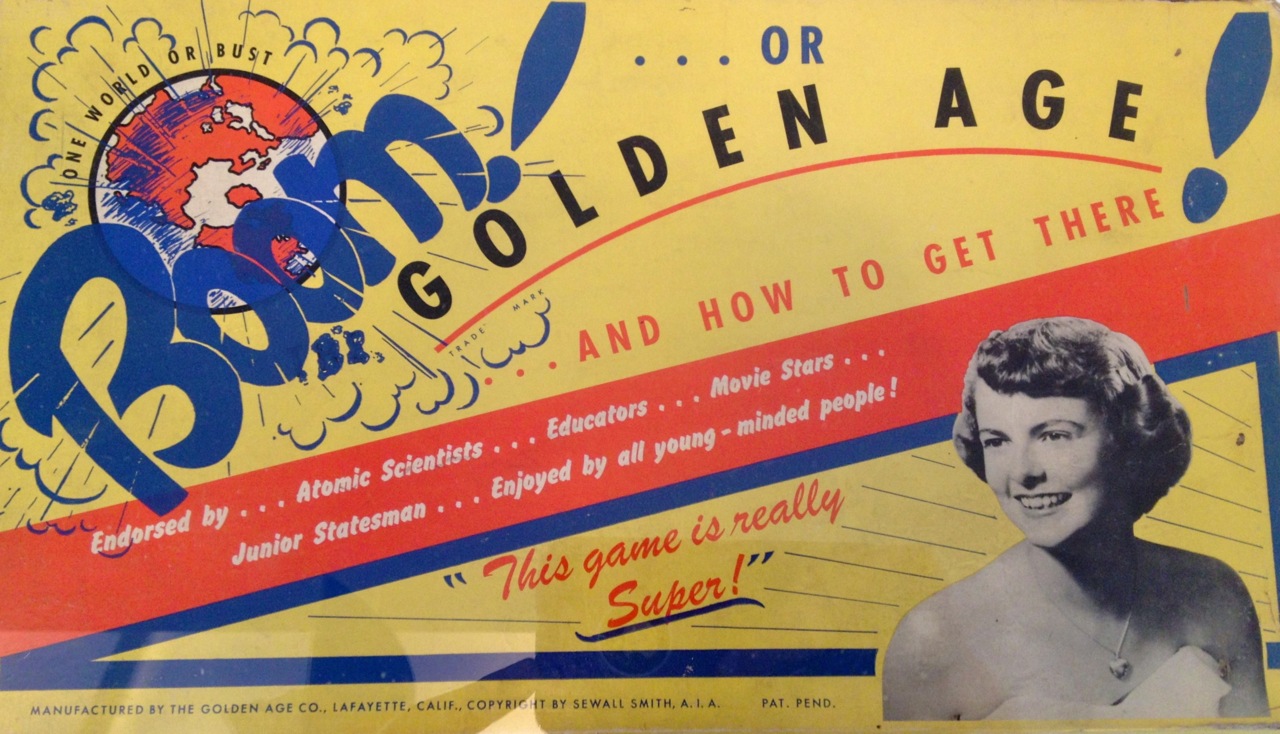 ONE WORLD OR BUST
Boum!
. . . OR
GOLDEN AGE!
TRADE MARK
. . . AND HOW TO GET THERE
Endorsed by . . . Atomic Scientists . . . Educators . . . Movie Stars . . .
Junior Statesman . . . Enjoyed by all young-minded people!
"This game is really
Super!"
MANUFACTURED BY THE GOLDEN AGE CO., LAFAYETTE, CALIF., COPYRIGHT BY SEWALL SMITH, A.I.A. PAT. PEND.